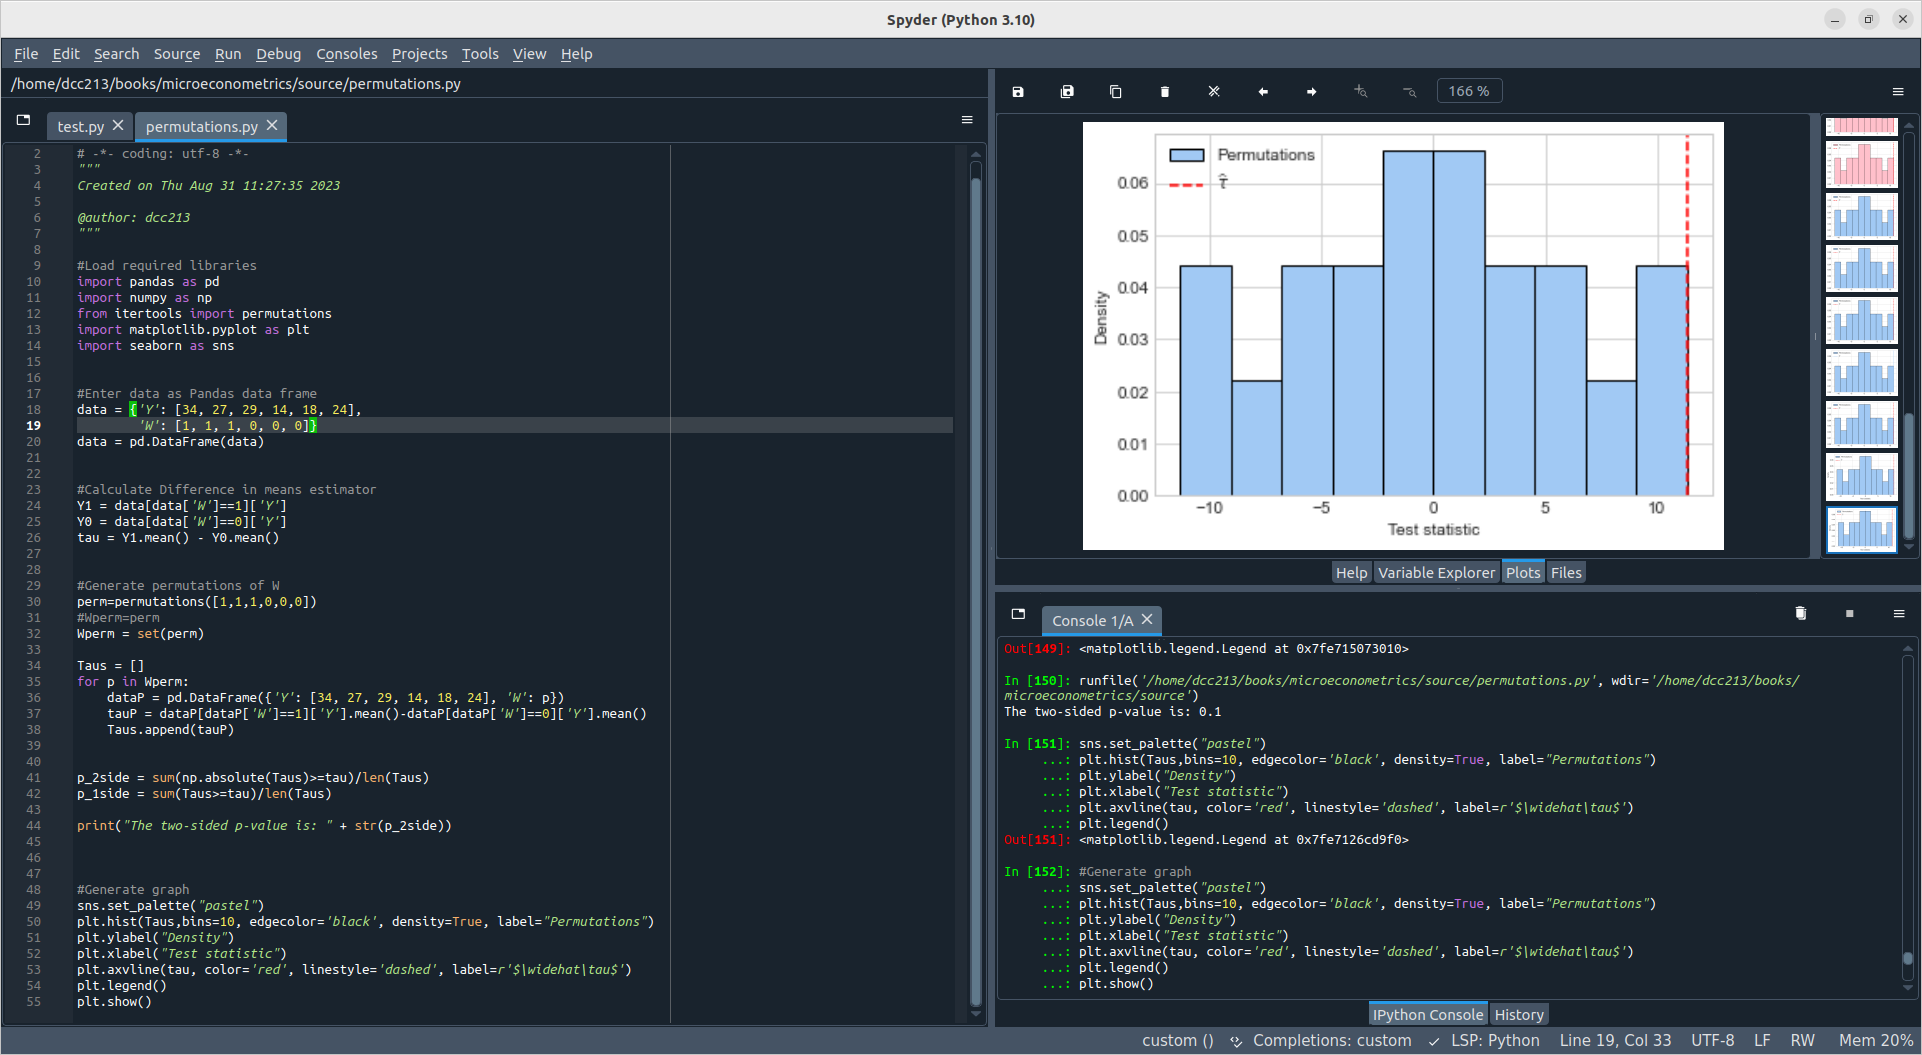 Spyder (Python 3.10)
File Edit Search Source Run Debug Consoles Projects Tools View Help
/home/dcc213/books/microeconometrics/source/permutations.py
test.py
permutations.py
2 # -*- coding: utf-8 -*-
3 """
4 Created on Thu Aug 31 11:27:35 2023
5
6 @author: dcc213
7 """
8
9 #Load required libraries
10 import pandas as pd
11 import numpy as np
12 from itertools import permutations
13 import matplotlib.pyplot as plt
14 import seaborn as sns
15
16
17 #Enter data as Pandas data frame
18 data = {'Y': [34, 27, 29, 14, 18, 24],
19 'W': [1, 1, 1, 0, 0, 0]}
20 data = pd.DataFrame(data)
21
22
23 #Calculate Difference in means estimator
24 Y1 = data[data['W']==1]['Y']
25 Y0 = data[data['W']==0]['Y']
26 tau = Y1.mean() - Y0.mean()
27
28
29 #Generate permutations of W
30 perm=permutations([1,1,1,0,0,0])
31 #Wperm=perm
32 Wperm = set(perm)
33
34 Taus = []
35 for p in Wperm:
36 dataP = pd.DataFrame({'Y': [34, 27, 29, 14, 18, 24], 'W': p})
37 tauP = dataP[dataP['W']==1]['Y'].mean()-dataP[dataP['W']==0]['Y'].mean()
38 Taus.append(tauP)
39
40
41 p_2side = sum(np.absolute(Taus)>=tau)/len(Taus)
42 p_1side = sum(Taus>=tau)/len(Taus)
43
44 print("The two-sided p-value is: " + str(p_2side))
45
46
47
48 #Generate graph
49 sns.set_palette("pastel")
50 plt.hist(Taus,bins=10, edgecolor='black', density=True, label="Permutations")
51 plt.ylabel("Density")
52 plt.xlabel("Test statistic")
53 plt.axvline(tau, color='red', linestyle='dashed', label=r'$\widehat\tau$')
54 plt.legend()
55 plt.show()
166 %
Permutations
τ̂
0.06
0.05
0.04
0.03
0.02
0.01
0.00
Density
−10 −5 0 5 10
Test statistic
Help Variable Explorer Plots Files
Console 1/A
Out[149]: <matplotlib.legend.Legend at 0x7fe715073010>
In [150]: runfile('/home/dcc213/books/microeconometrics/source/permutations.py', wdir='/home/dcc213/books/
microeconometrics/source')
The two-sided p-value is: 0.1
In [151]: sns.set_palette("pastel")
...: plt.hist(Taus,bins=10, edgecolor='black', density=True, label="Permutations")
...: plt.ylabel("Density")
...: plt.xlabel("Test statistic")
...: plt.axvline(tau, color='red', linestyle='dashed', label=r'$\widehat\tau$')
...: plt.legend()
Out[151]: <matplotlib.legend.Legend at 0x7fe7126cd9f0>
In [152]: #Generate graph
...: sns.set_palette("pastel")
...: plt.hist(Taus,bins=10, edgecolor='black', density=True, label="Permutations")
...: plt.ylabel("Density")
...: plt.xlabel("Test statistic")
...: plt.axvline(tau, color='red', linestyle='dashed', label=r'$\widehat\tau$')
...: plt.legend()
...: plt.show()
IPython Console History
custom () Completions: custom LSP: Python Line 19, Col 33 UTF-8 LF RW Mem 20%